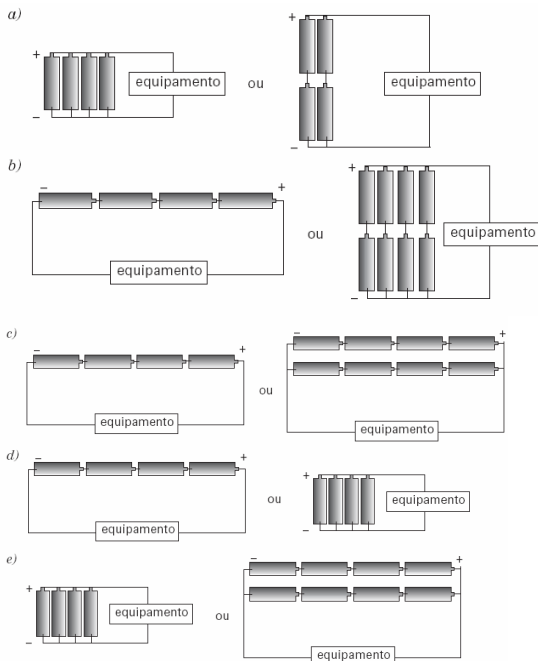 a)
+
equipamento
−
ou
+
equipamento
−
b)
−
+
equipamento
ou
+
equipamento
−
c)
−
+
equipamento
ou
−
+
equipamento
d)
−
+
equipamento
ou
+
equipamento
−
e)
+
equipamento
−
ou
−
+
equipamento